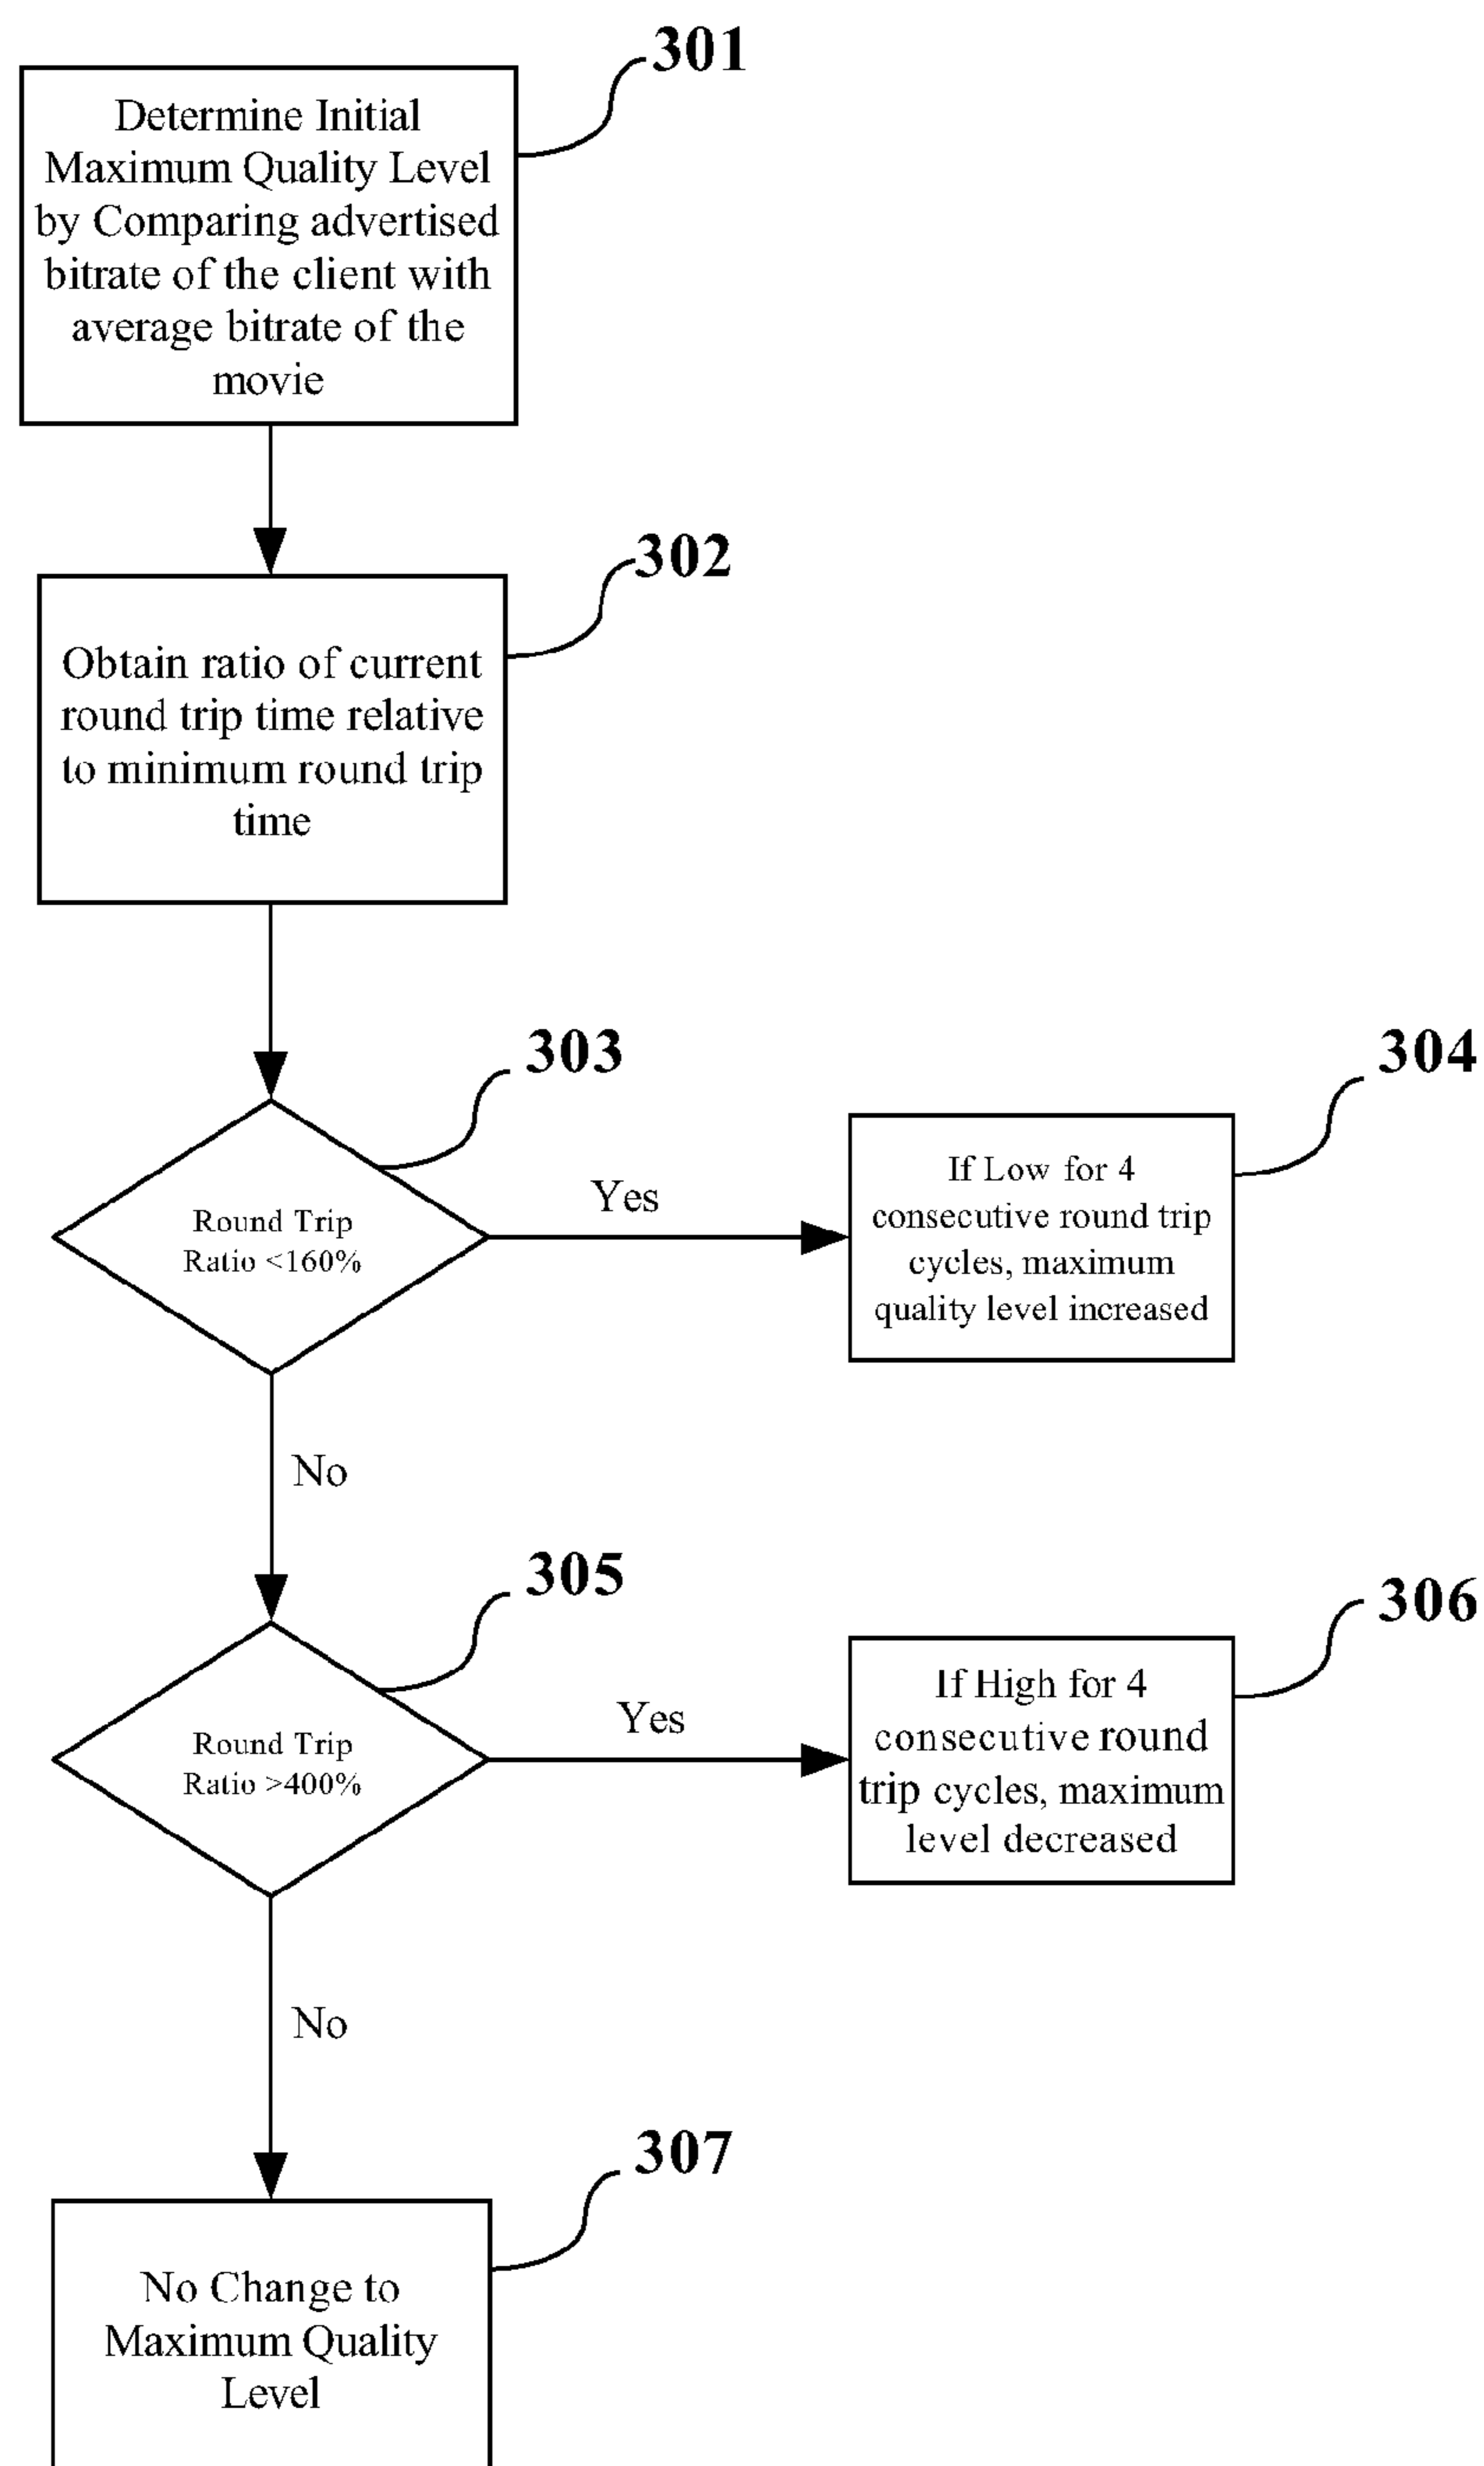 301
Determine Initial
Maximum Quality Level
by Comparing advertised
bitrate of the client with
average bitrate of the
movie
302
Obtain ratio of current
round trip time relative
to minimum round trip
time
303
Round Trip
Ratio <160%
Yes
304
If Low for 4
consecutive round trip
cycles, maximum
quality level increased
No
305
Round Trip
Ratio >400%
Yes
306
If High for 4
consecutive round
trip cycles, maximum
level decreased
No
307
No Change to
Maximum Quality
Level